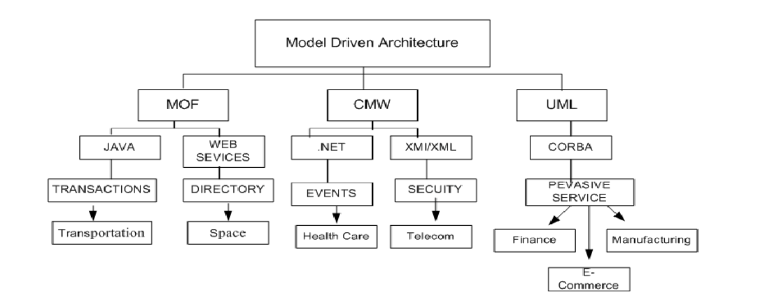 Model Driven Architecture
MOF
CMW
UML
JAVA
WEB
SEVICES
.NET
XMI/XML
CORBA
TRANSACTIONS
DIRECTORY
EVENTS
SECUITY
PEVASIVE
SERVICE
Transportation
Space
Health Care
Telecom
Finance
Manufacturing
E-
Commerce